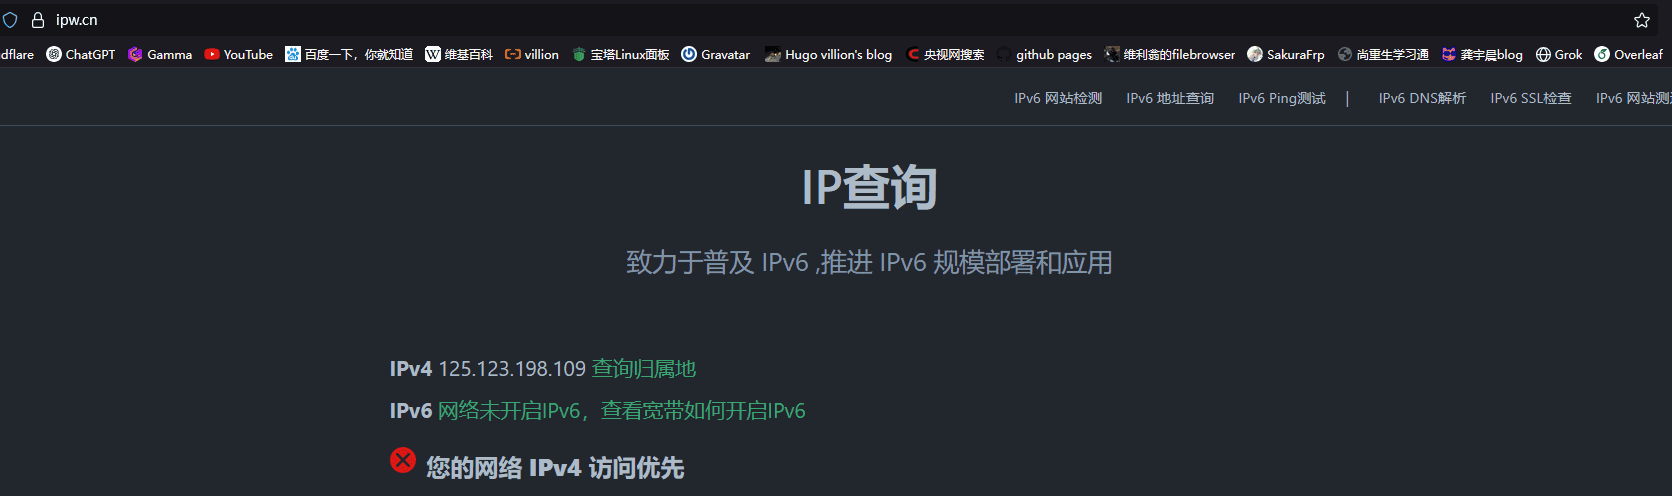 ipw.cn
dflare ChatGPT Gamma YouTube 百度一下，你就知道 维基百科 villion 宝塔Linux面板 Gravatar Hugo villion's blog 央视网搜索 github pages 维利翁的filebrowser SakuraFrp 尚重生学习通 龚宇晨blog Grok Overleaf
IPv6 网站检测 IPv6 地址查询 IPv6 Ping测试 | IPv6 DNS解析 IPv6 SSL检查 IPv6 网站测
IP查询
致力于普及 IPv6 ,推进 IPv6 规模部署和应用
IPv4 125.123.198.109 查询归属地
IPv6 网络未开启IPv6，查看宽带如何开启IPv6
您的网络 IPv4 访问优先